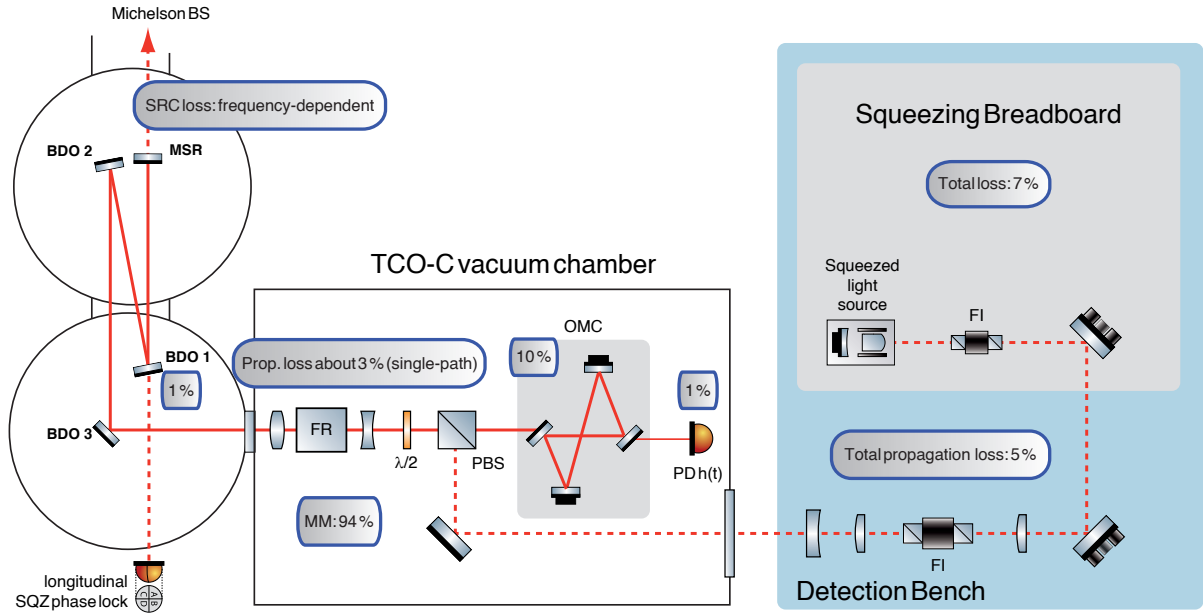 Michelson BS
SRC loss: frequency-dependent
BDO 2
MSR
BDO 1
1 %
BDO 3
longitudinal
SQZ phase lock
A B
C D
TCO-C vacuum chamber
Prop. loss about 3 % (single-path)
10 %
OMC
1 %
FR
λ/2
PBS
PD h(t)
MM: 94 %
Squeezing Breadboard
Total loss: 7 %
Squeezed
light
source
FI
Total propagation loss: 5 %
FI
Detection Bench